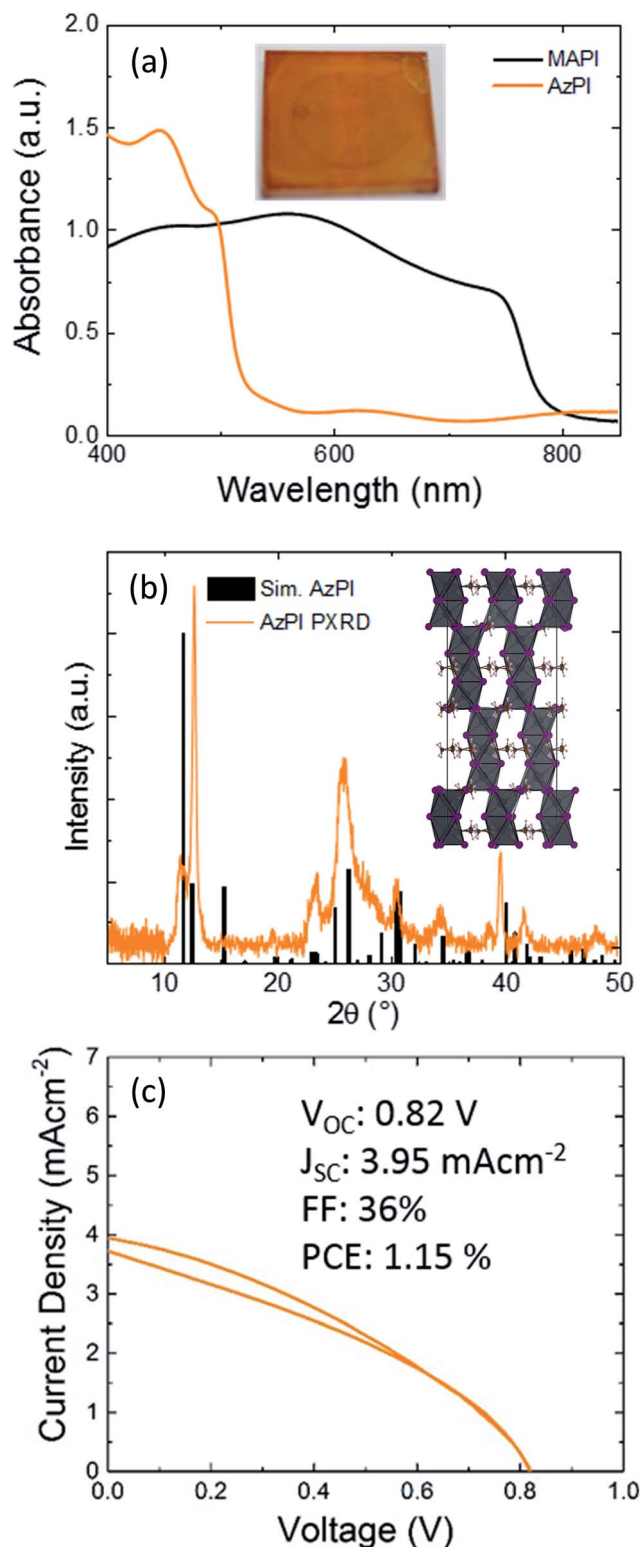 (a)
MAPI
AzPI
2.0
1.5
1.0
0.5
0.0
Absorbance (a.u.)
400
600
800
Wavelength (nm)
(b)
Sim. AzPI
AzPI PXRD
Intensity (a.u.)
10
20
30
40
50
2θ (°)
(c)
V_OC: 0.82 V
J_SC: 3.95 mAcm⁻²
FF: 36%
PCE: 1.15 %
7
6
5
4
3
2
1
0
Current Density (mAcm⁻²)
0.0
0.2
0.4
0.6
0.8
1.0
Voltage (V)